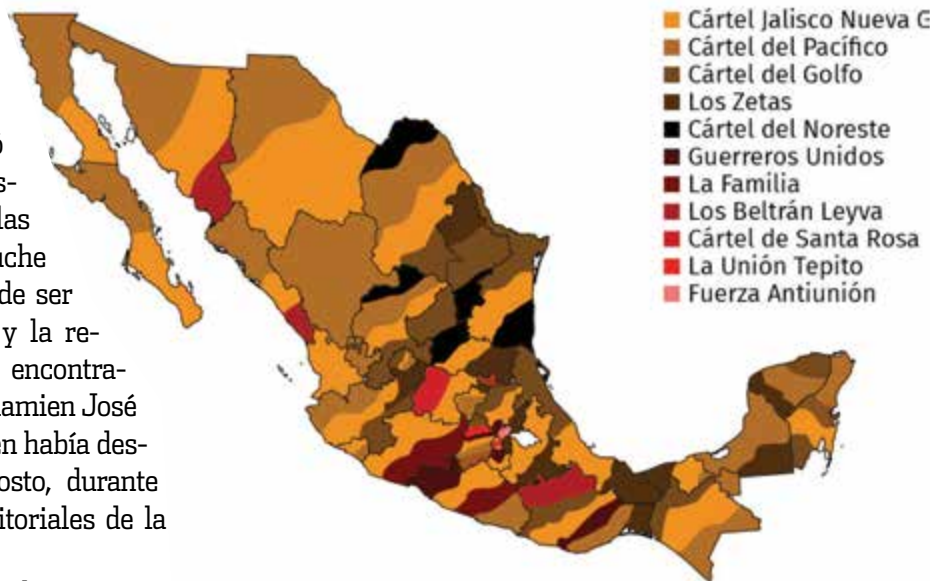 s-
las
uche
de ser
y la re-
encontra-
amien José
en había des-
osto, durante
itoriales de la
Cártel Jalisco Nueva G
Cártel del Pacífico
Cártel del Golfo
Los Zetas
Cártel del Noreste
Guerreros Unidos
La Familia
Los Beltrán Leyva
Cártel de Santa Rosa
La Unión Tepito
Fuerza Antiunión